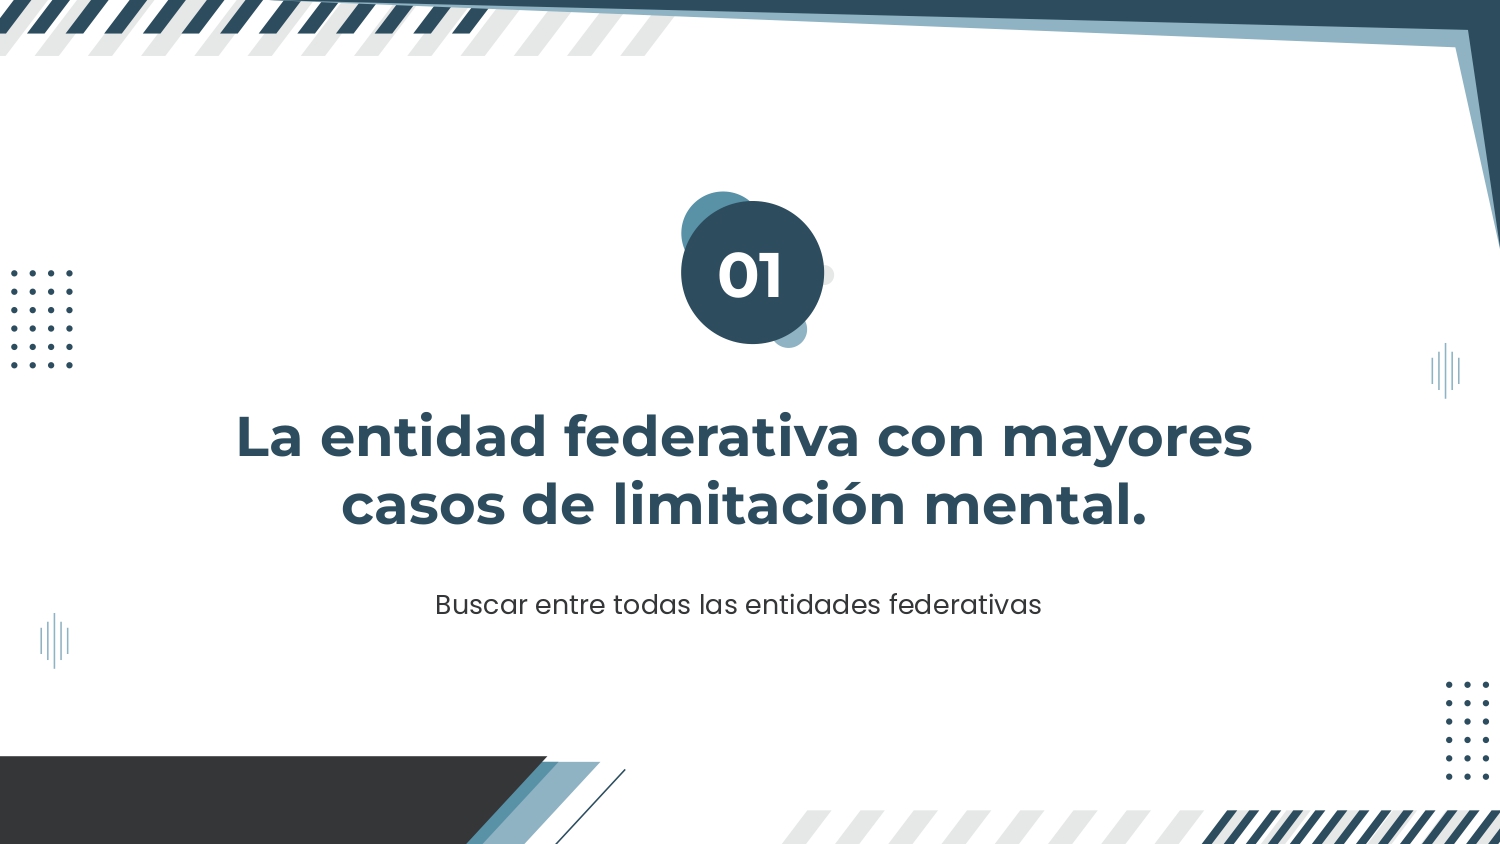 01
La entidad federativa con mayores
casos de limitación mental.
Buscar entre todas las entidades federativas